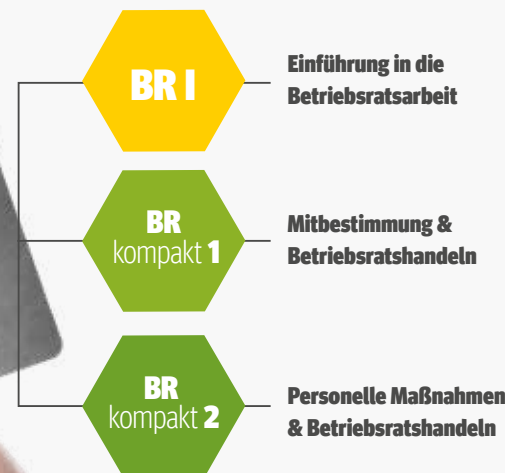 BR I
Einführung in die
Betriebsratsarbeit
BR
kompakt 1
Mitbestimmung &
Betriebsratshandeln
BR
kompakt 2
Personelle Maßnahmen
& Betriebsratshandeln